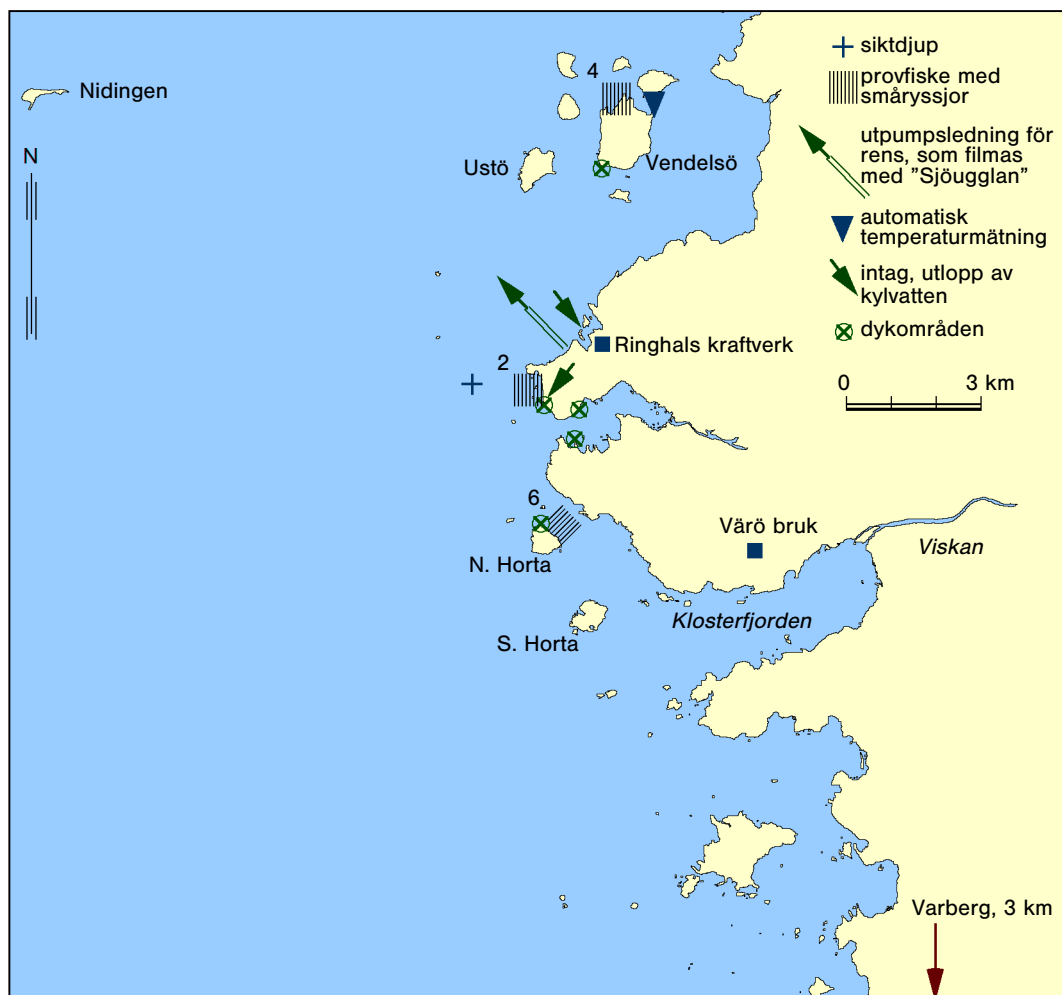 Nidingen
N
4
Ustö
Vendelsö
siktdjup
provfiske med
småryssjor
utpumpsledning för
rens, som filmas
med ”Sjöugglan”
automatisk
temperaturmätning
intag, utlopp av
kylvatten
dykområden
0 3 km
Ringhals kraftverk
2
6
N. Horta
S. Horta
Värö bruk
Viskan
Klosterfjorden
Varberg, 3 km